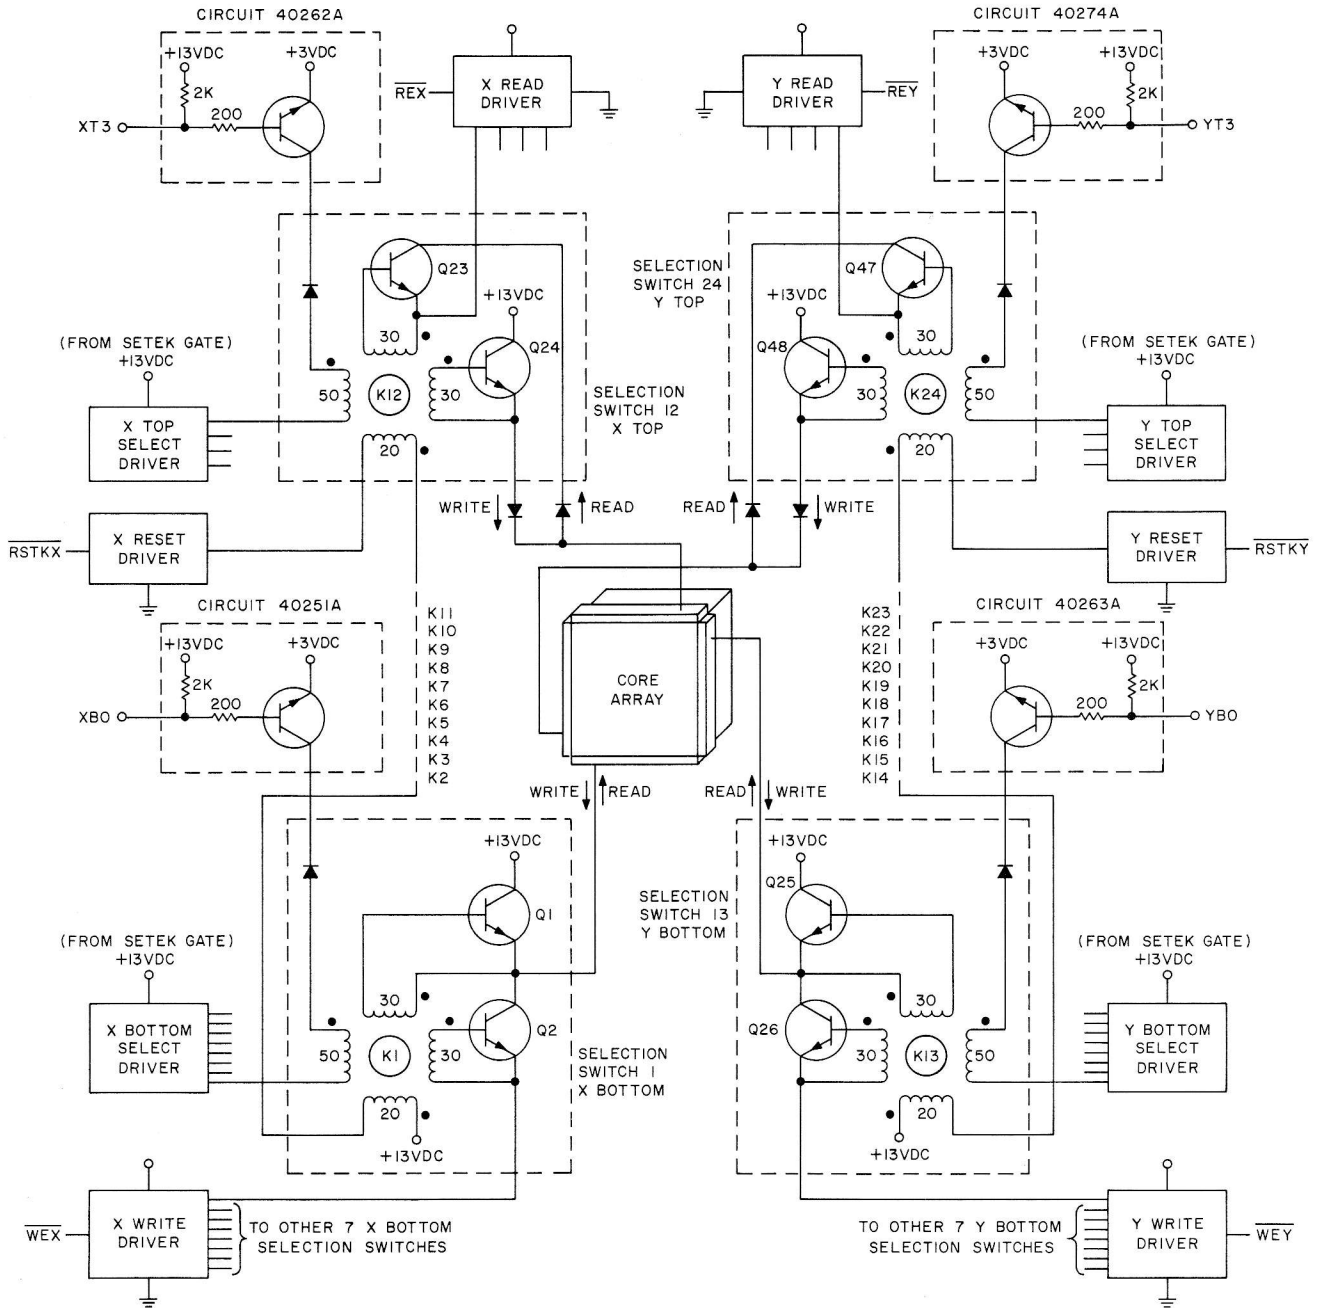 CIRCUIT 40262A
CIRCUIT 40274A
+13VDC
+3VDC
2K
200
XT3
REX
X READ
DRIVER
Y READ
DRIVER
REY
+3VDC
+13VDC
2K
200
YT3
Q23
+13VDC
30
Q24
(FROM SETEK GATE)
+13VDC
50
K12
30
20
X TOP
SELECT
DRIVER
SELECTION
SWITCH 12
X TOP
SELECTION
SWITCH 24
Y TOP
Q47
+13VDC
30
Q48
30
K24
50
20
(FROM SETEK GATE)
+13VDC
Y TOP
SELECT
DRIVER
WRITE
READ
READ
WRITE
RSTKX
X RESET
DRIVER
Y RESET
DRIVER
RSTKY
CIRCUIT 40251A
+13VDC
+3VDC
2K
200
XB0
K11
K10
K9
K8
K7
K6
K5
K4
K3
K2
CORE
ARRAY
K23
K22
K21
K20
K19
K18
K17
K16
K15
K14
CIRCUIT 40263A
+3VDC
+13VDC
2K
200
YB0
WRITE
READ
READ
WRITE
+13VDC
Q1
30
Q2
(FROM SETEK GATE)
+13VDC
50
K1
30
20
+13VDC
X BOTTOM
SELECT
DRIVER
SELECTION
SWITCH 1
X BOTTOM
SELECTION
SWITCH 13
Y BOTTOM
+13VDC
Q25
30
Q26
30
K13
50
20
+13VDC
(FROM SETEK GATE)
+13VDC
Y BOTTOM
SELECT
DRIVER
WEX
X WRITE
DRIVER
TO OTHER 7 X BOTTOM
SELECTION SWITCHES
TO OTHER 7 Y BOTTOM
SELECTION SWITCHES
Y WRITE
DRIVER
WEY